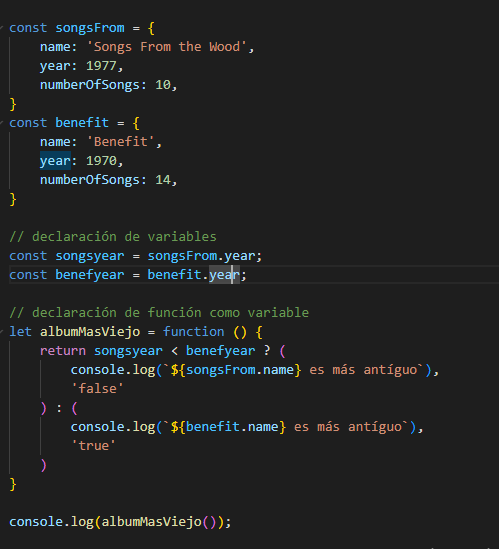 const songsFrom = {
    name: 'Songs From the Wood',
    year: 1977,
    numberOfSongs: 10,
}
const benefit = {
    name: 'Benefit',
    year: 1970,
    numberOfSongs: 14,
}

// declaración de variables
const songsyear = songsFrom.year;
const benefyear = benefit.year;

// declaración de función como variable
let albumMasViejo = function () {
    return songsyear < benefyear ? (
        console.log(`${songsFrom.name} es más antíguo`),
        'false'
    ) : (
        console.log(`${benefit.name} es más antíguo`),
        'true'
    )
}

console.log(albumMasViejo());